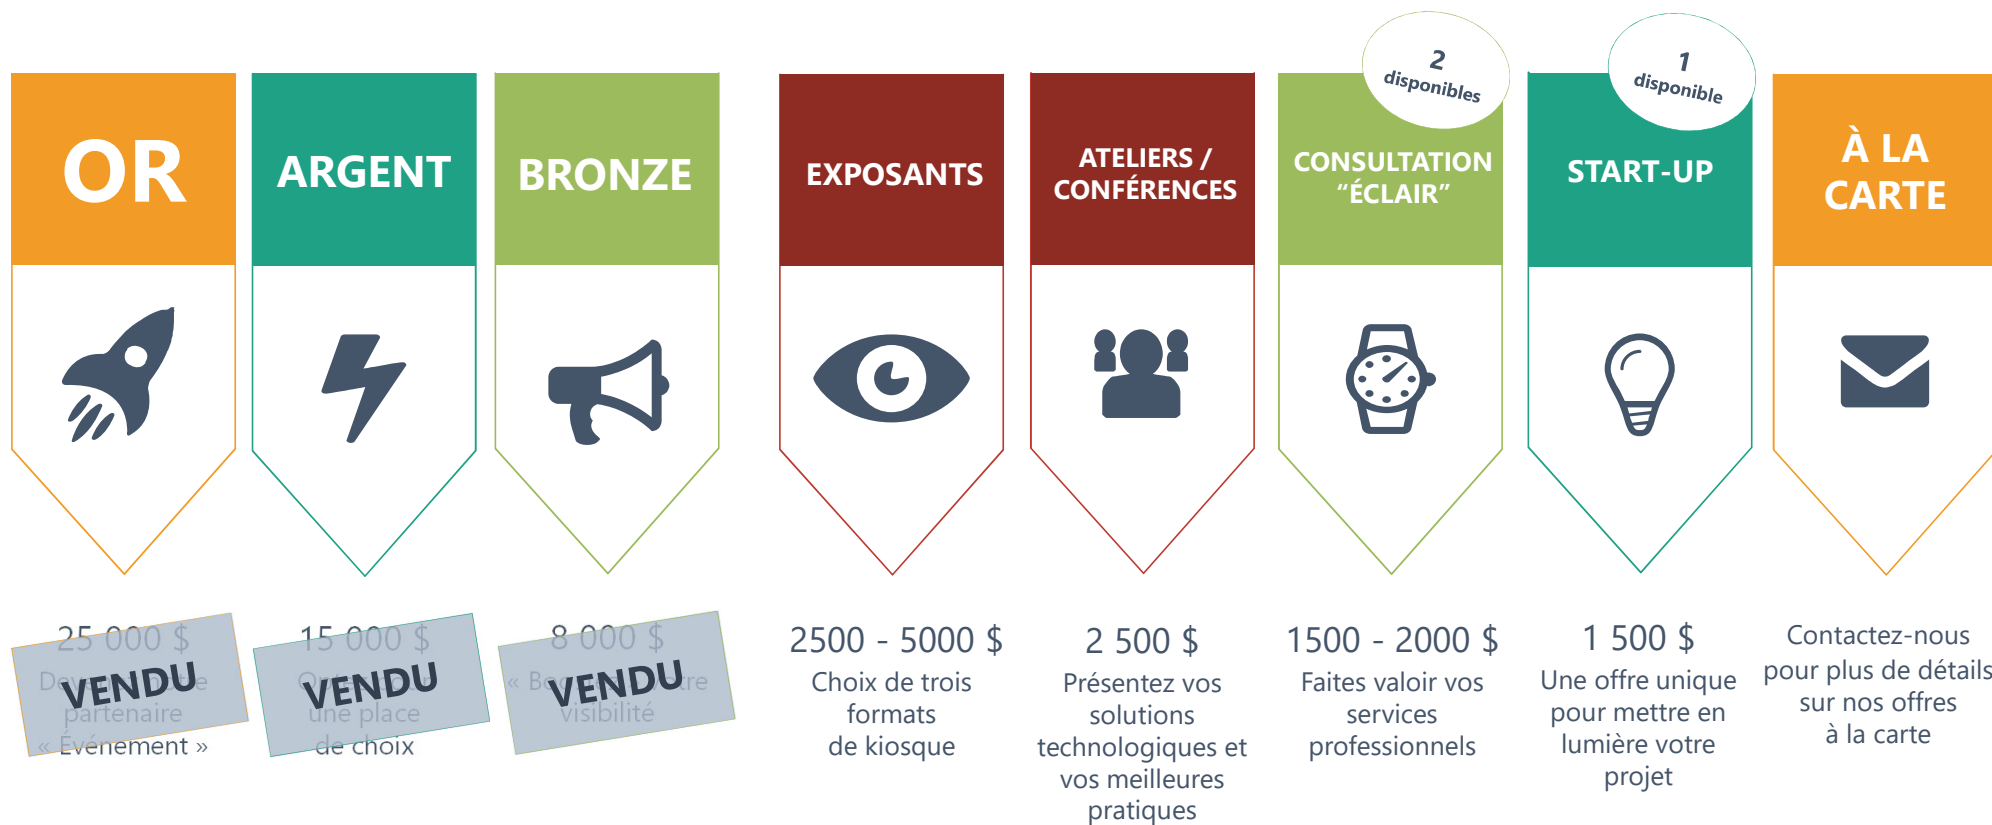 OR
25 000 $
partenaire
« Événement »
VENDU
ARGENT
15 000 $
une place
de choix
VENDU
BRONZE
8 000 $
visibilité
VENDU
EXPOSANTS
2500 - 5000 $
Choix de trois
formats
de kiosque
ATELIERS /
CONFÉRENCES
2 500 $
Présentez vos
solutions
technologiques et
vos meilleures
pratiques
2
disponibles
CONSULTATION
“ÉCLAIR”
1500 - 2000 $
Faites valoir vos
services
professionnels
1
disponible
START-UP
1 500 $
Une offre unique
pour mettre en
lumière votre
projet
À LA
CARTE
Contactez-nous
pour plus de détails
sur nos offres
à la carte